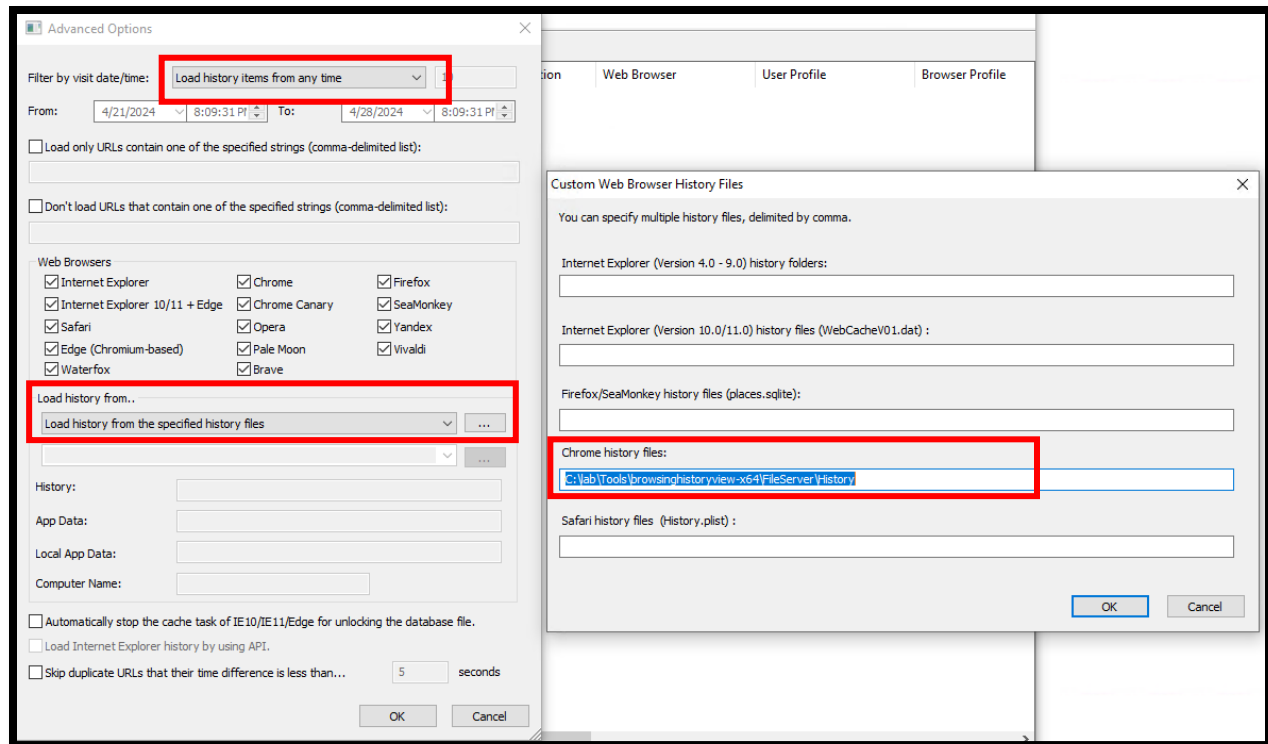 Advanced Options
Filter by visit date/time: Load history items from any time
From: 4/21/2024 8:09:31 PM To: 4/28/2024 8:09:31 PM
Load only URLs contain one of the specified strings (comma-delimited list):
Don't load URLs that contain one of the specified strings (comma-delimited list):
Web Browsers
Internet Explorer Chrome Firefox
Internet Explorer 10/11 + Edge Chrome Canary SeaMonkey
Safari Opera Yandex
Edge (Chromium-based) Pale Moon Vivaldi
Waterfox Brave
Load history from..
Load history from the specified history files ...
...
History:
App Data:
Local App Data:
Computer Name:
Automatically stop the cache task of IE10/IE11/Edge for unlocking the database file.
Load Internet Explorer history by using API.
Skip duplicate URLs that their time difference is less than... 5 seconds
OK Cancel
Web Browser User Profile Browser Profile
Custom Web Browser History Files
You can specify multiple history files, delimited by comma.
Internet Explorer (Version 4.0 - 9.0) history folders:
Internet Explorer (Version 10.0/11.0) history files (WebCacheV01.dat) :
Firefox/SeaMonkey history files (places.sqlite):
Chrome history files:
C:\lab\Tools\browsinghistoryview-x64\FileServer\History
Safari history files (History.plist) :
OK Cancel